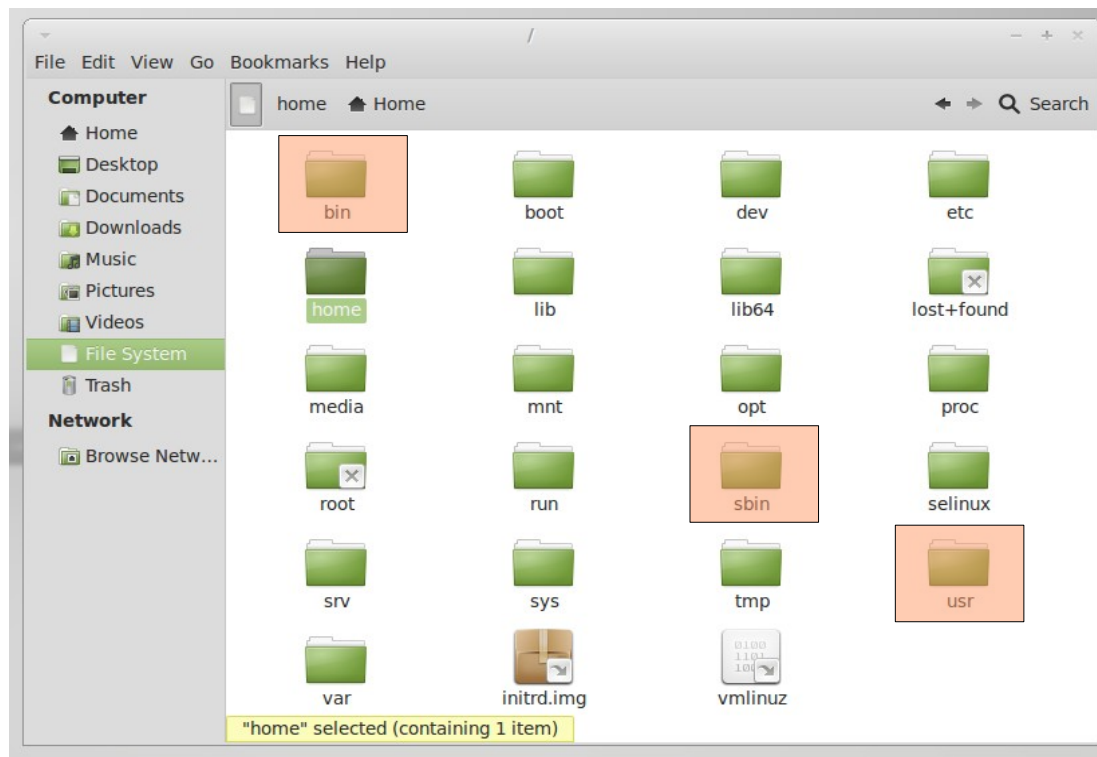 /
File Edit View Go Bookmarks Help
Computer
Home
Desktop
Documents
Downloads
Music
Pictures
Videos
File System
Trash
Network
Browse Netw...
home Home Search
bin boot dev etc
home lib lib64 lost+found
media mnt opt proc
root run sbin selinux
srv sys tmp usr
var initrd.img vmlinuz
"home" selected (containing 1 item)